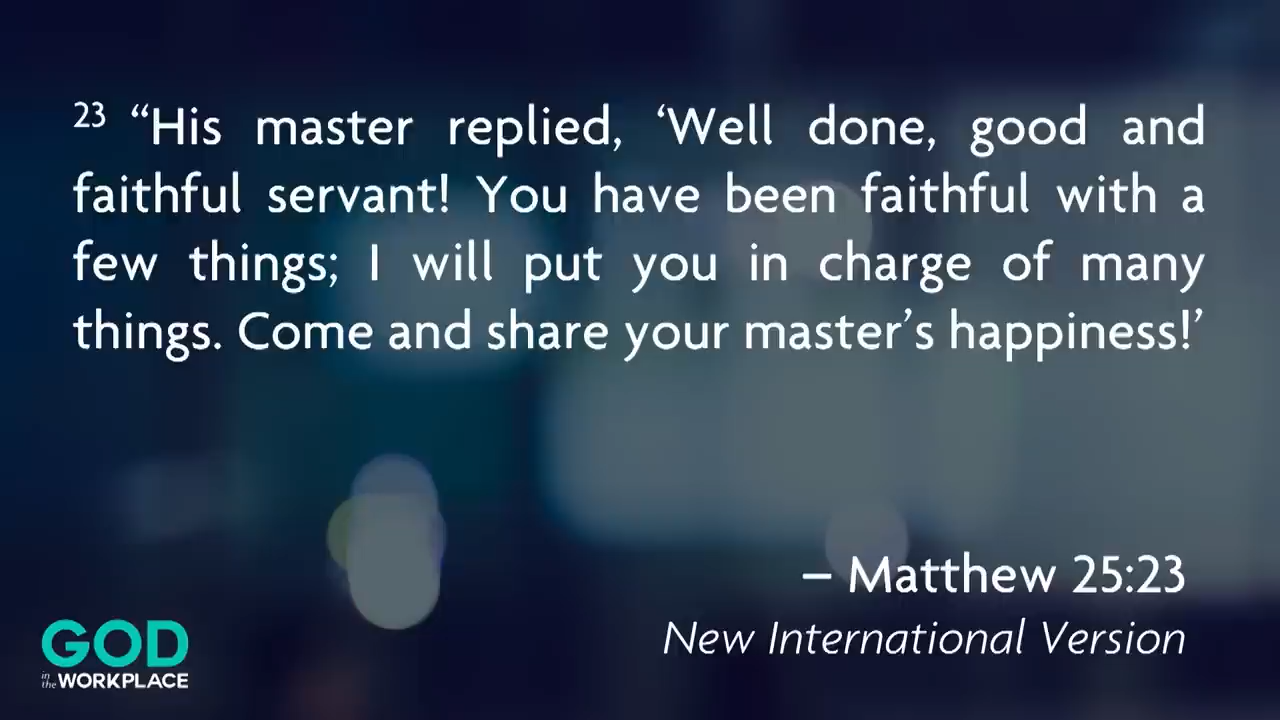 23 “His master replied, ‘Well done, good and
faithful servant! You have been faithful with a
few things; I will put you in charge of many
things. Come and share your master’s happiness!’
– Matthew 25:23
New International Version
GOD
in the WORKPLACE